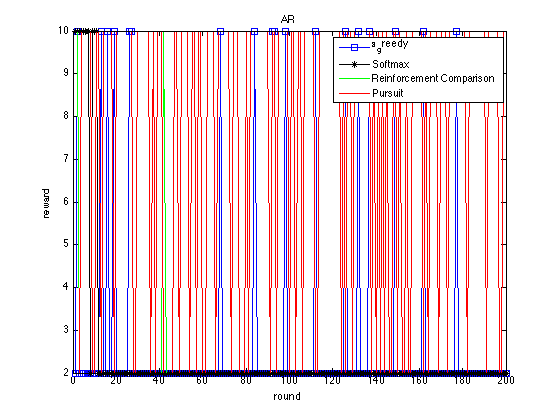 AR
10
9
8
7
6
5
4
3
2
reward
0 20 40 60 80 100 120 140 160 180 200
round
ᵋgreedy
Softmax
Reinforcement Comparison
Pursuit